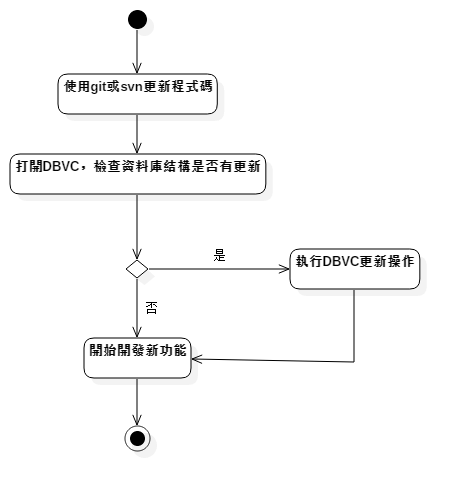 使用git或svn更新程式碼
打開DBVC，檢查資料庫结構是否有更新
是
執行DBVC更新操作
否
開始開發新功能